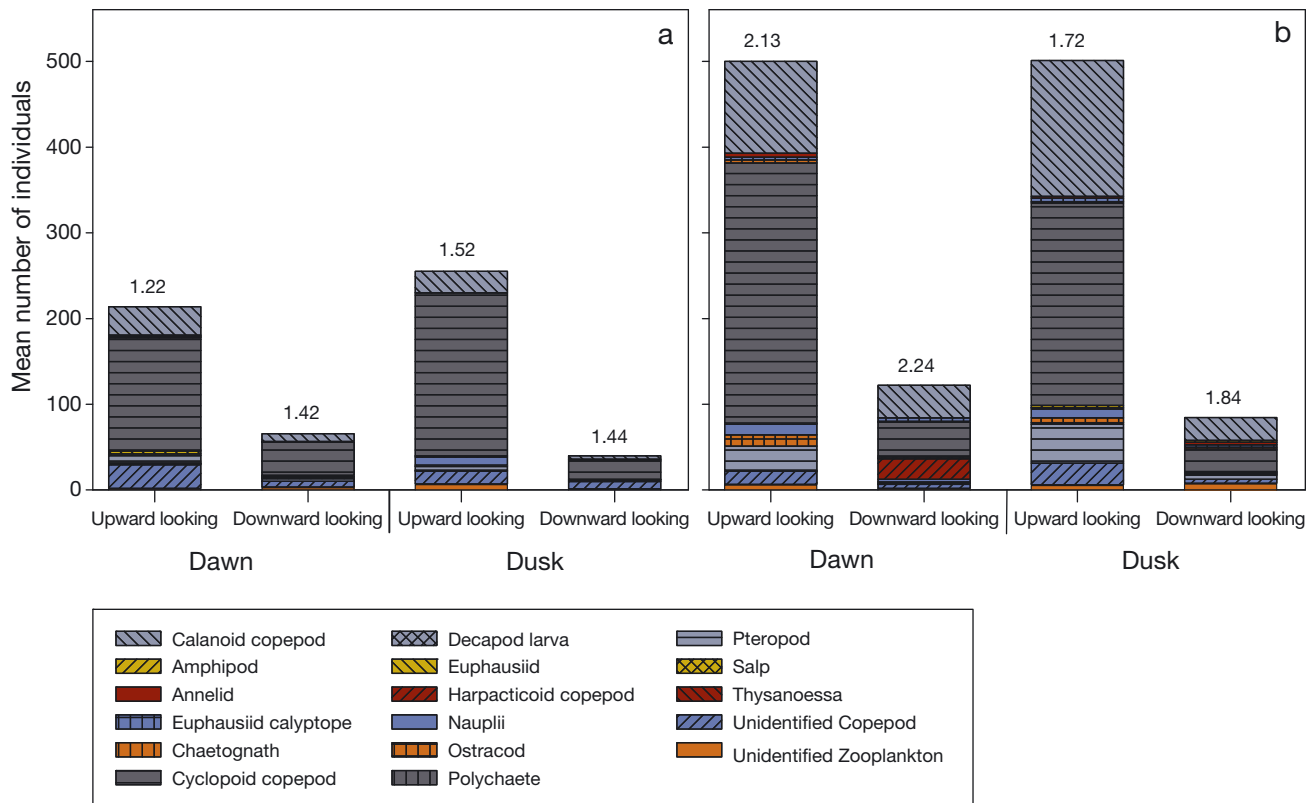 Mean number of individuals
500
400
300
200
100
0
a
1.22
1.42
1.52
1.44
b
2.13
2.24
1.72
1.84
Upward looking
Downward looking
Upward looking
Downward looking
Upward looking
Downward looking
Upward looking
Downward looking
Dawn
Dusk
Dawn
Dusk
Calanoid copepod
Amphipod
Annelid
Euphausiid calyptope
Chaetognath
Cyclopoid copepod
Decapod larva
Euphausiid
Harpacticoid copepod
Nauplii
Ostracod
Polychaete
Pteropod
Salp
Thysanoessa
Unidentified Copepod
Unidentified Zooplankton